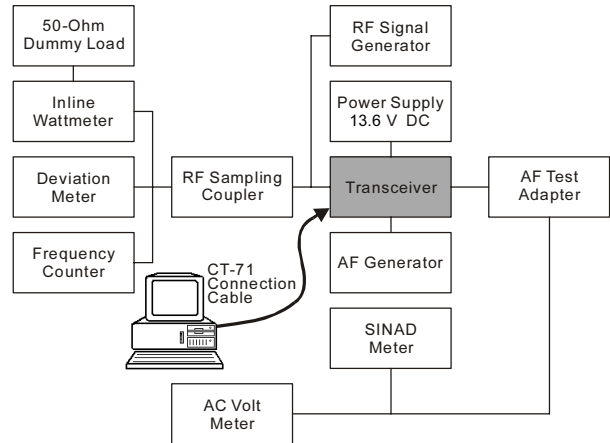 50-Ohm
Dummy Load
RF Signal
Generator
Inline
Wattmeter
Power Supply
13.6 V DC
Deviation
Meter
RF Sampling
Coupler
Transceiver
AF Test
Adapter
Frequency
Counter
CT-71
Connection
Cable
AF Generator
SINAD
Meter
AC Volt
Meter